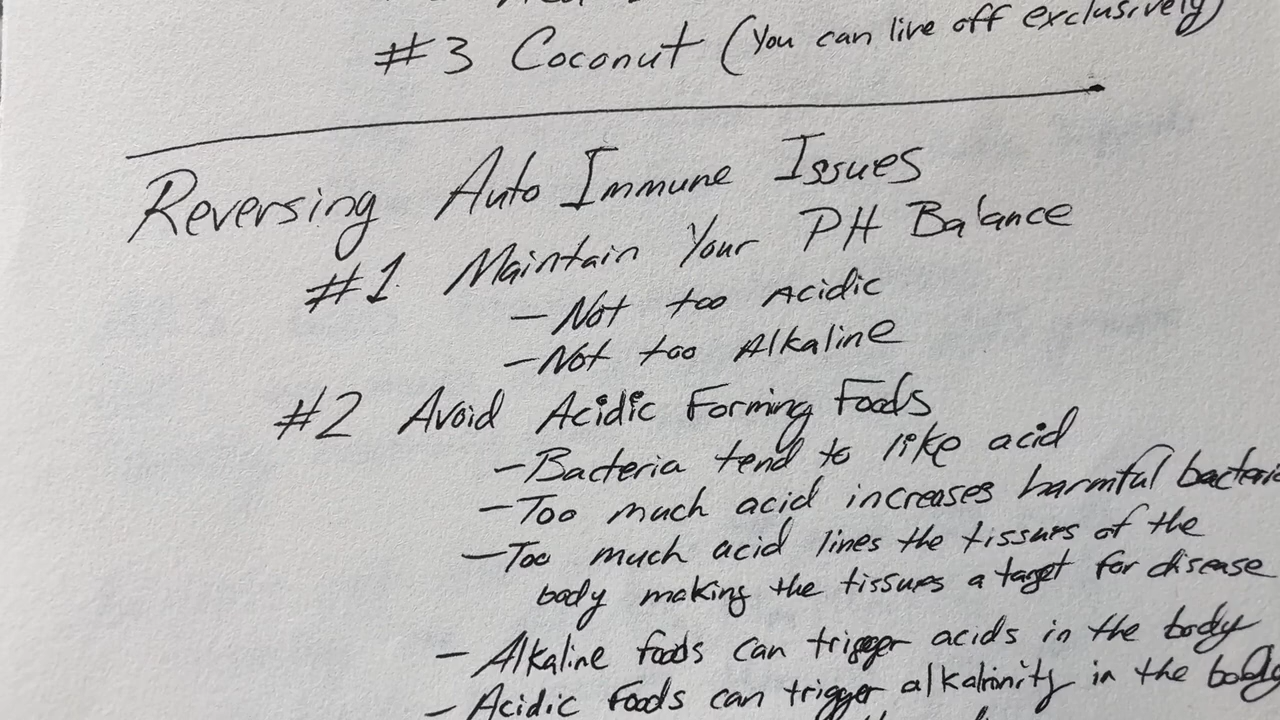 #3 Coconut (You can live off exclusively)
Reversing Auto Immune Issues
#1 Maintain Your PH Balance
- Not too Acidic
- Not too Alkaline
#2 Avoid Acidic Forming Foods
- Bacteria tend to like acid
- Too much acid increases harmful bacteri
- Too much acid lines the tissues of the
body making the tissues a target for disease
- Alkaline foods can trigger acids in the body
- Acidic Foods can trigger alkalinity in the body